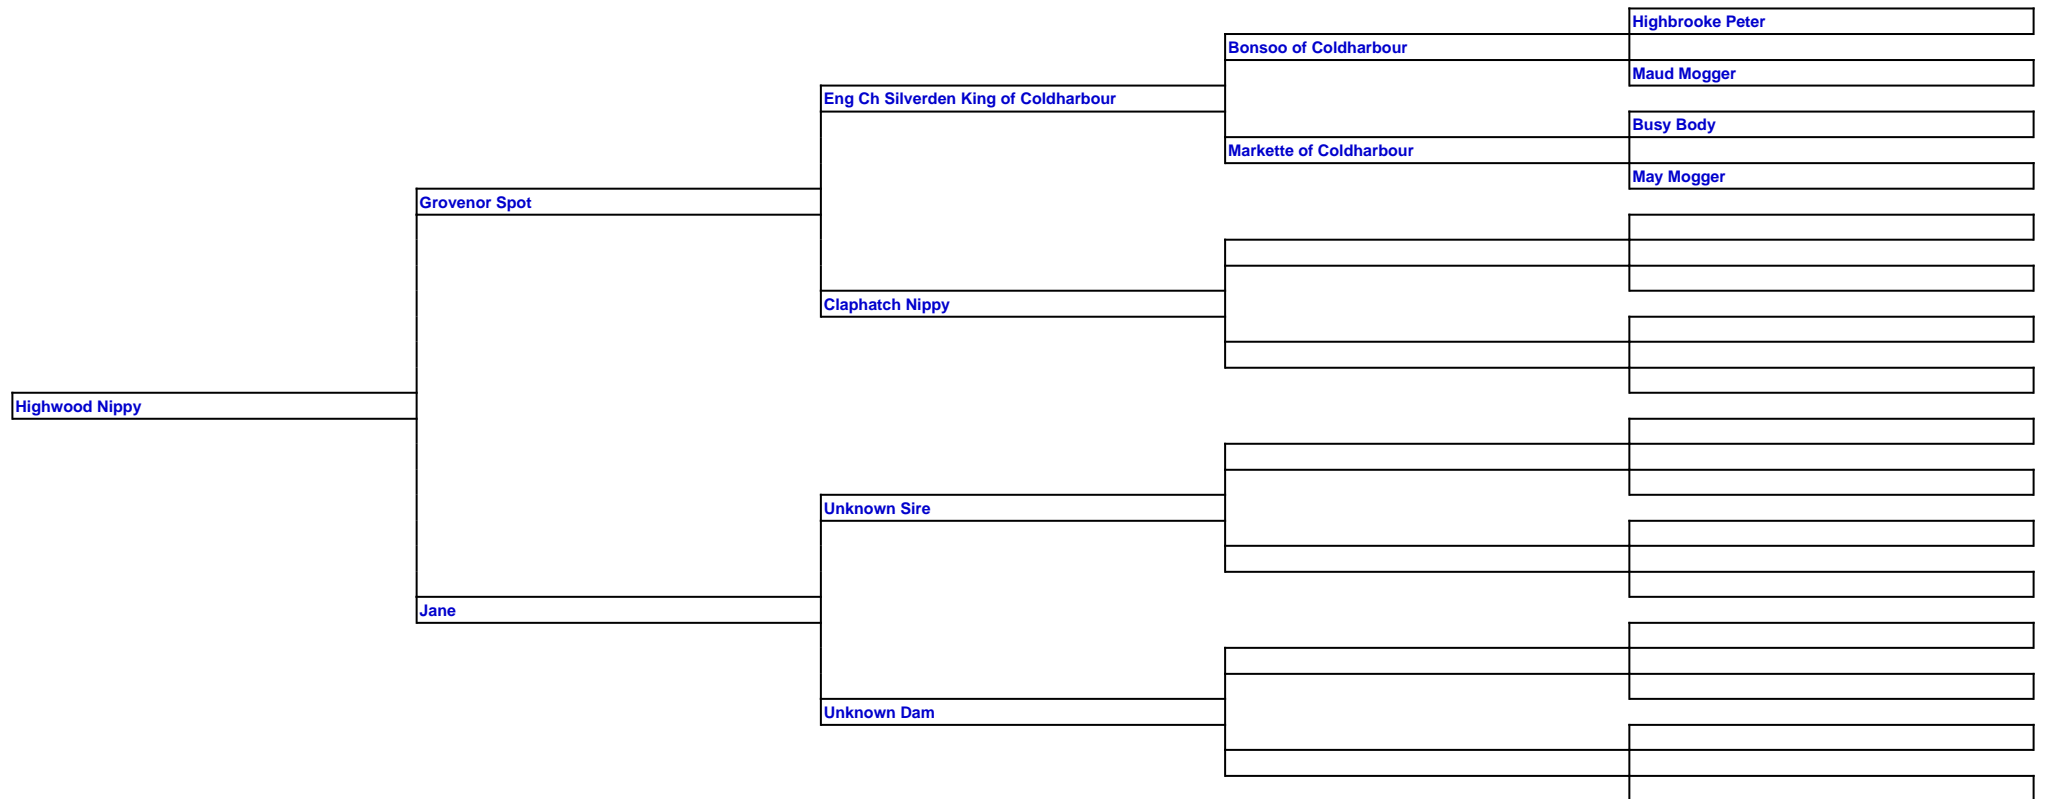 Highbrooke Peter
Bonsoo of Coldharbour
Maud Mogger
Eng Ch Silverden King of Coldharbour
Busy Body
Markette of Coldharbour
May Mogger
Grovenor Spot
Claphatch Nippy
Highwood Nippy
Unknown Sire
Jane
Unknown Dam